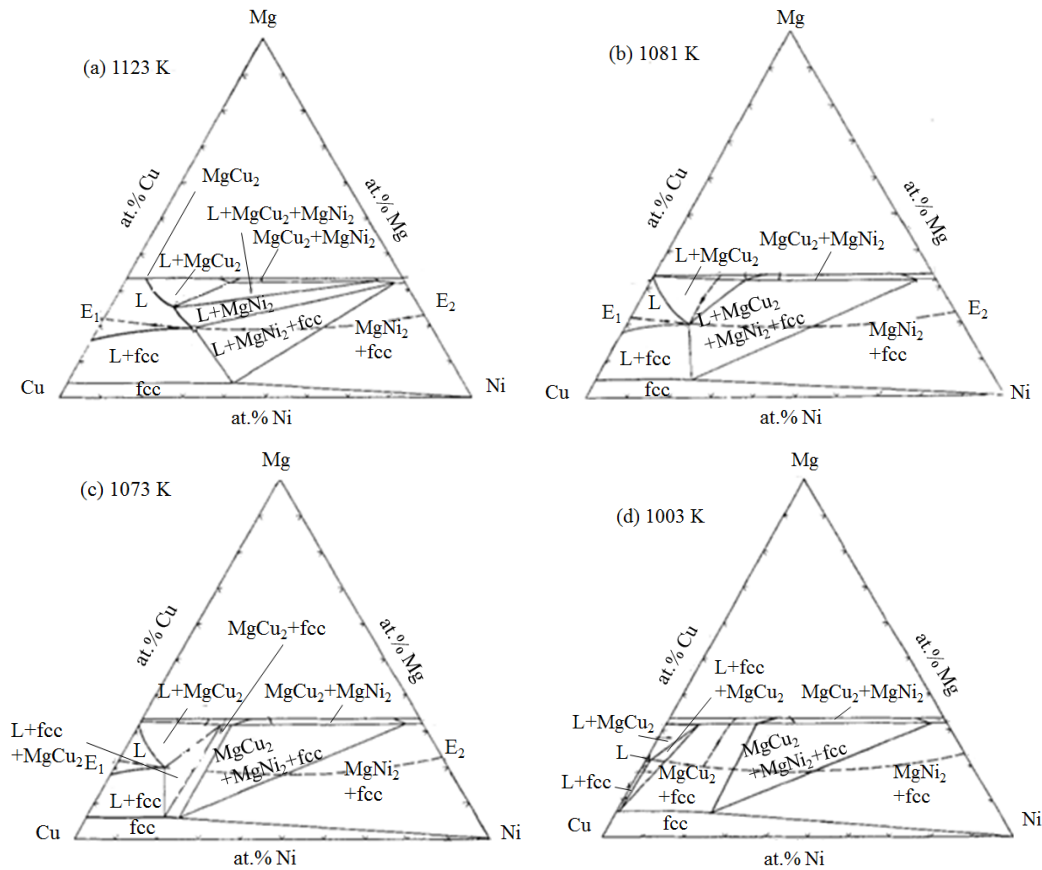 Mg
(a) 1123 K
at.% Cu
MgCu₂
L+MgCu₂+MgNi₂
MgCu₂+MgNi₂
at.% Mg
L+MgCu₂
L
E₁
L+MgNi₂
E₂
L+MgNi₂+fcc
MgNi₂
+fcc
L+fcc
Cu
fcc
Ni
at.% Ni
Mg
(b) 1081 K
at.% Cu
at.% Mg
MgCu₂+MgNi₂
L+MgCu₂
L
E₁
E₂
L+MgCu₂
+MgNi₂+fcc
MgNi₂
+fcc
L+fcc
Cu
fcc
Ni
at.% Ni
Mg
(c) 1073 K
at.% Cu
MgCu₂+fcc
at.% Mg
L+MgCu₂
MgCu₂+MgNi₂
L+fcc
+MgCu₂
L
E₁
E₂
MgCu₂
+MgNi₂+fcc
MgNi₂
+fcc
L+fcc
Cu
fcc
Ni
at.% Ni
Mg
(d) 1003 K
at.% Cu
at.% Mg
L+fcc
+MgCu₂
MgCu₂+MgNi₂
L+MgCu₂
L
E₁
E₂
MgCu₂
+MgNi₂+fcc
L+fcc
MgCu₂
+fcc
MgNi₂
+fcc
Cu
fcc
Ni
at.% Ni